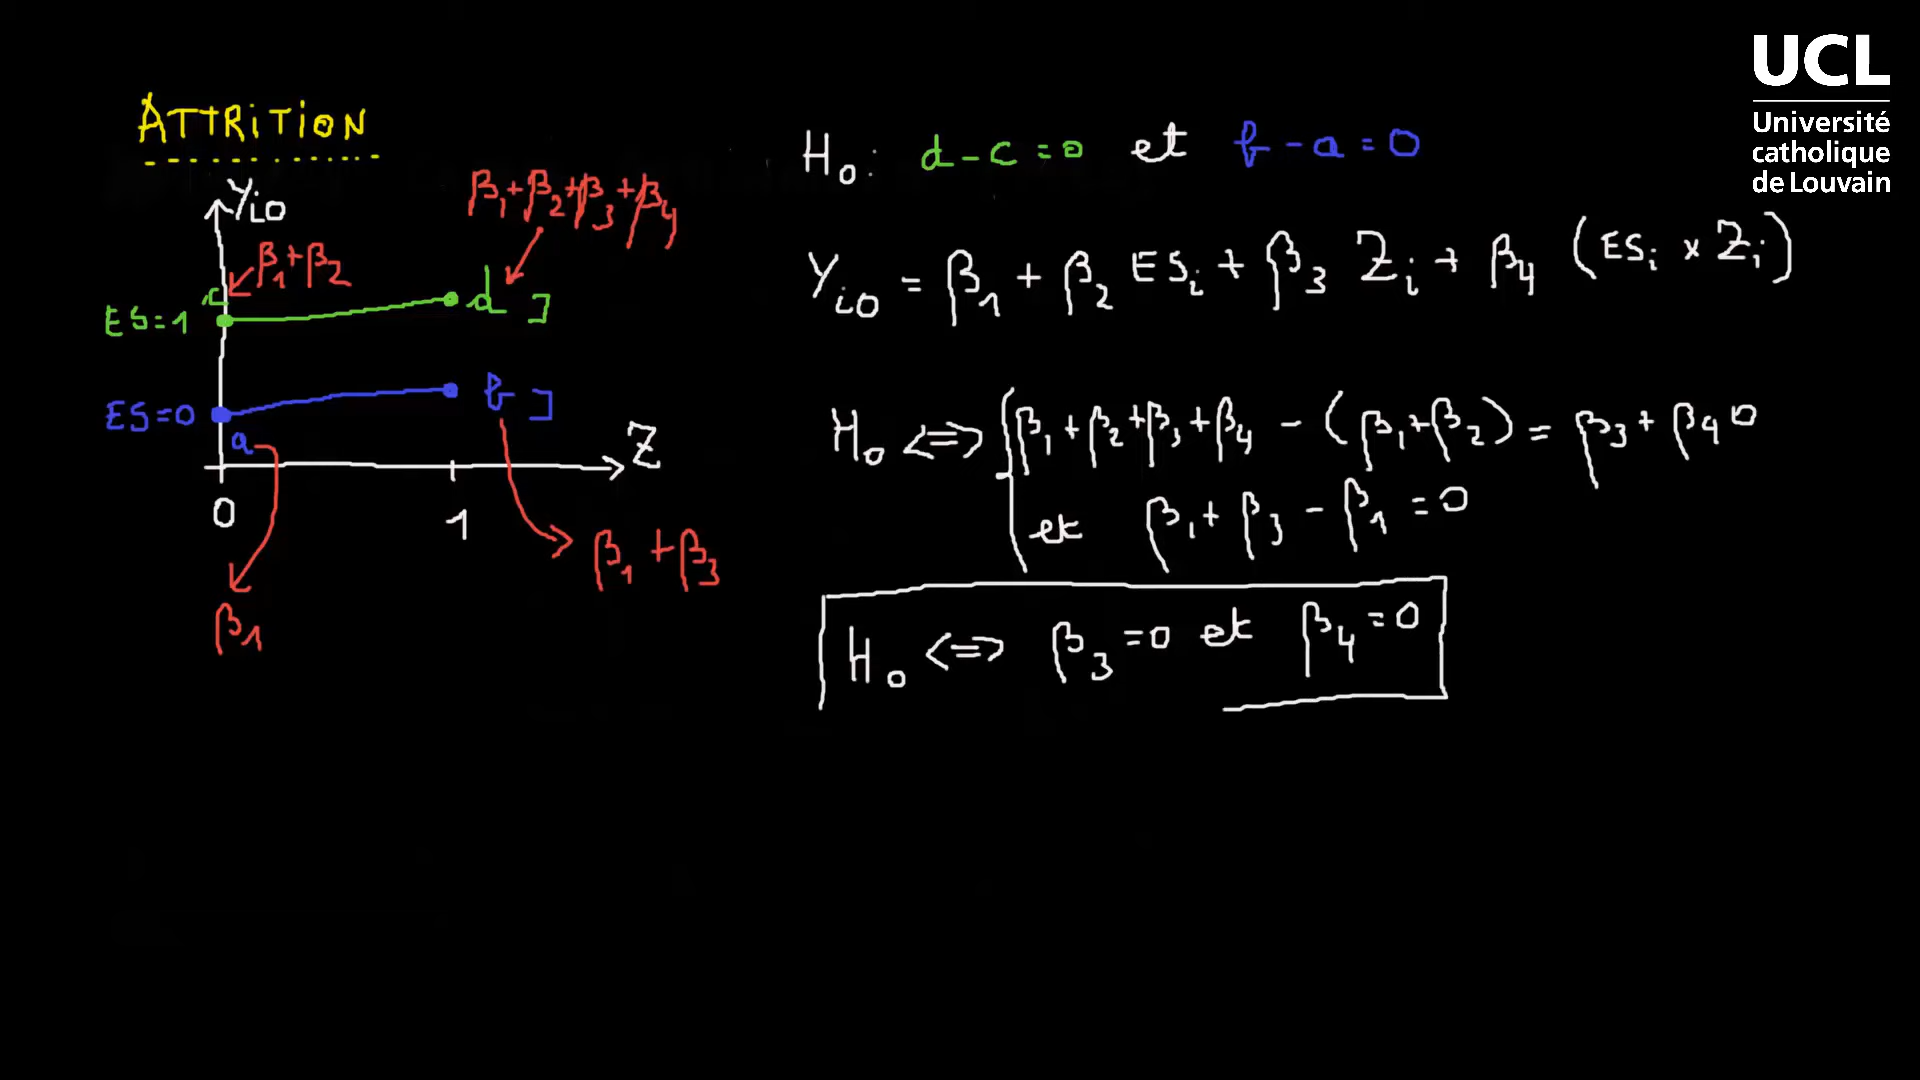 UCL
Université
catholique
de Louvain
ATTRITION
Yi0
β1+β2+β3+β4
β1+β2
c
ES=1
d ]
ES=0
a
b ]
Z
0
1
β1
β1+β3
H0: d-c=0 et b-a=0
Yi0 = β1 + β2 ESi + β3 Zi + β4 (ESi × Zi)
H0 <=> { β1+β2+β3+β4 - (β1+β2) = β3+β4 0
et β1+β3-β1=0
H0 <=> β3=0 et β4=0